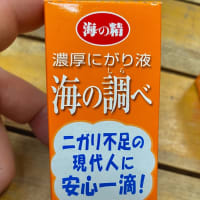 海の精
濃厚にがり液
しら
海の調べ
ニガリ不足の
現代人に
安心一滴!